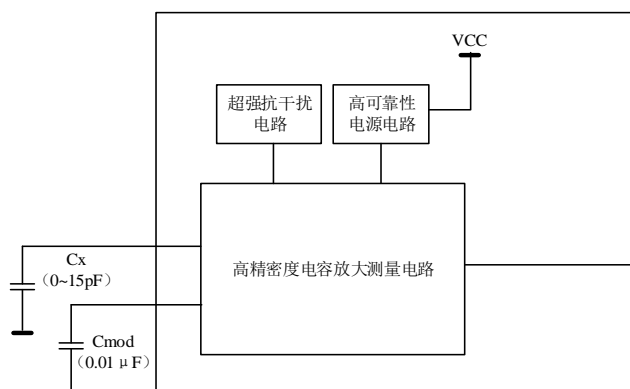 VCC
超强抗干扰
电路
高可靠性
电源电路
高精密度电容放大测量电路
Cx
（0~15pF）
Cmod
（0.01 μF）